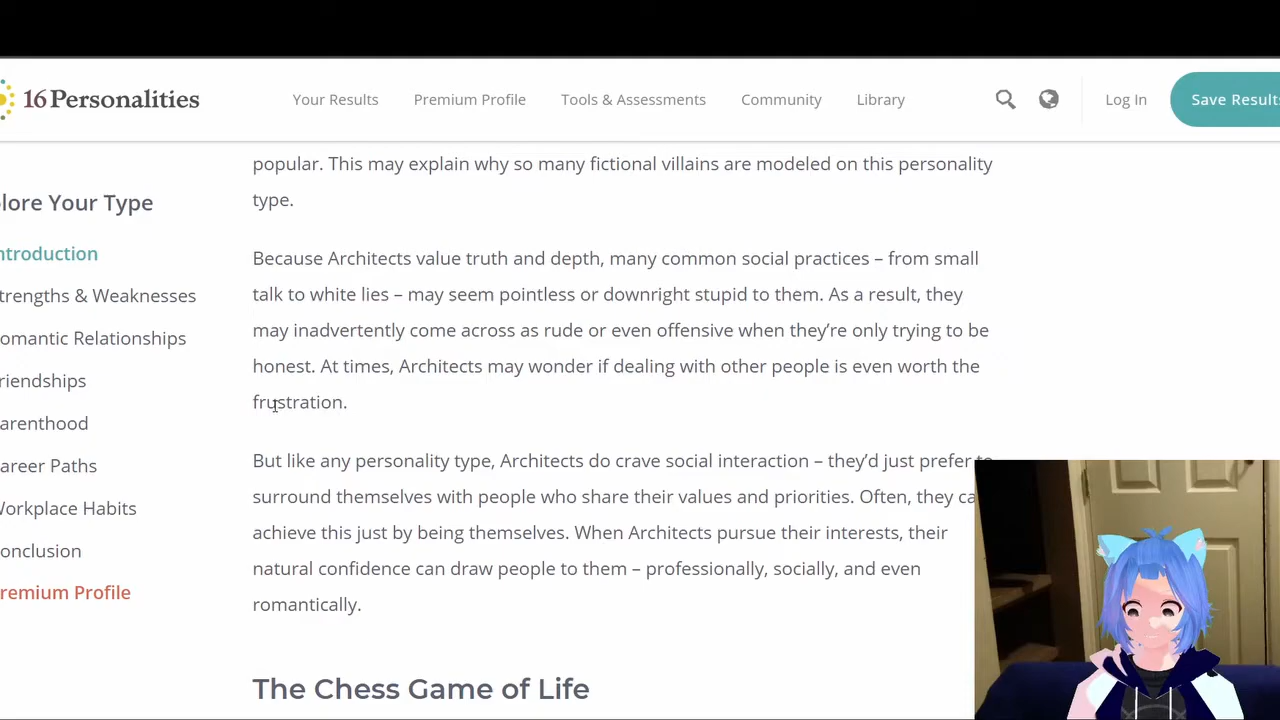 16Personalities
Your Results
Premium Profile
Tools & Assessments
Community
Library
Log In
Save
plore Your Type
ntroduction
trengths & Weaknesses
omantic Relationships
riendships
arenthood
areer Paths
Workplace Habits
onclusion
remium Profile
popular. This may explain why so many fictional villains are modeled on this personality
type.
Because Architects value truth and depth, many common social practices – from small
talk to white lies – may seem pointless or downright stupid to them. As a result, they
may inadvertently come across as rude or even offensive when they’re only trying to be
honest. At times, Architects may wonder if dealing with other people is even worth the
frustration.
But like any personality type, Architects do crave social interaction – they’d just prefer to
surround themselves with people who share their values and priorities. Often, they ca
achieve this just by being themselves. When Architects pursue their interests, their
natural confidence can draw people to them – professionally, socially, and even
romantically.
The Chess Game of Life